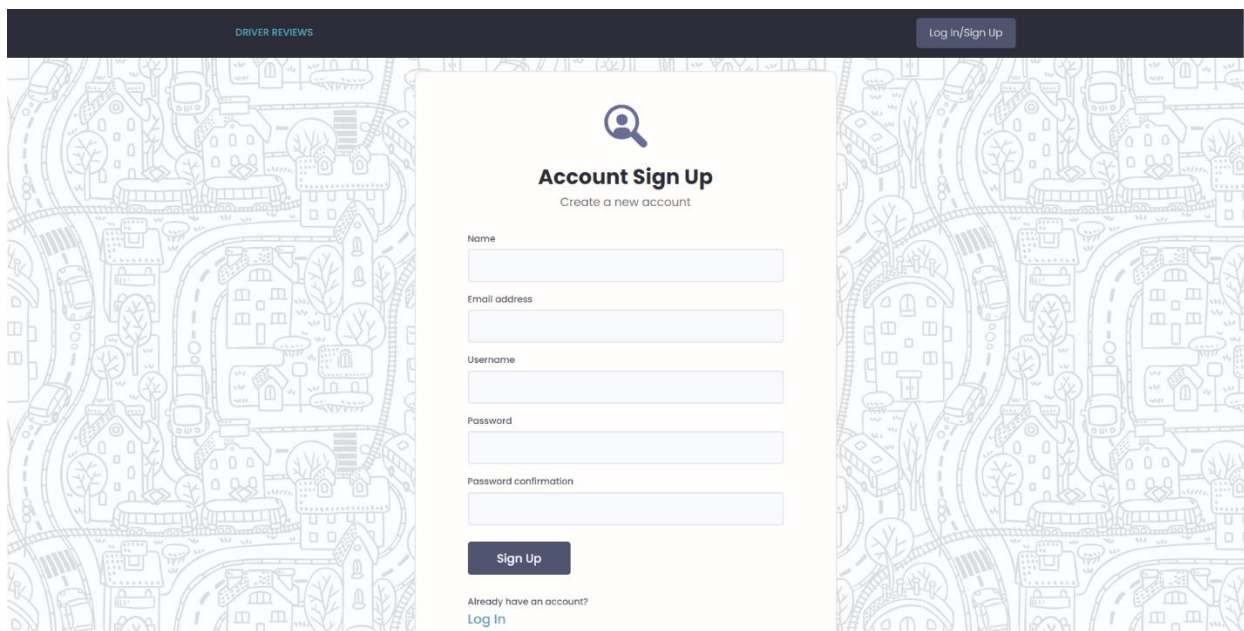 DRIVER REVIEWS
Log In/Sign Up
Account Sign Up
Create a new account
Name
Email address
Username
Password
Password confirmation
Sign Up
Already have an account?
Log In